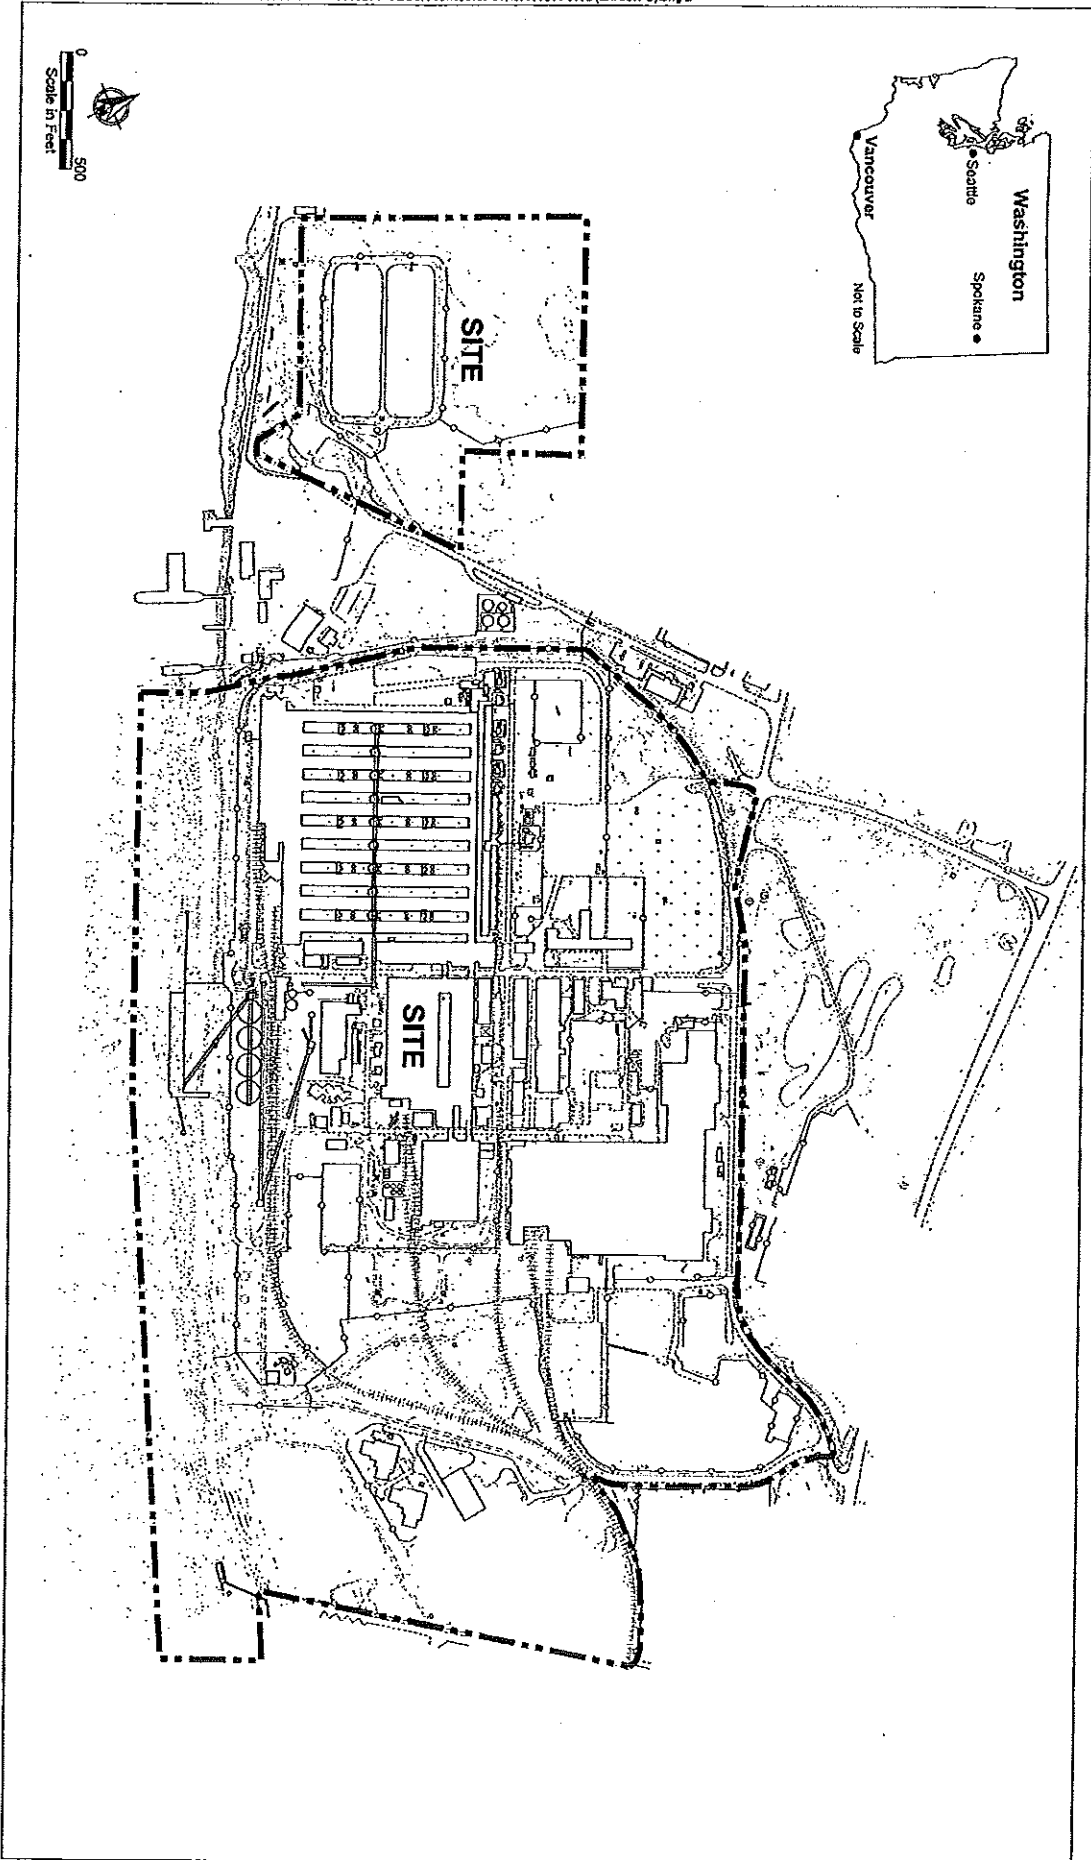 Washington
Seattle
Spokane
Vancouver
Not to Scale
SITE
SITE
0
500
Scale in Feet